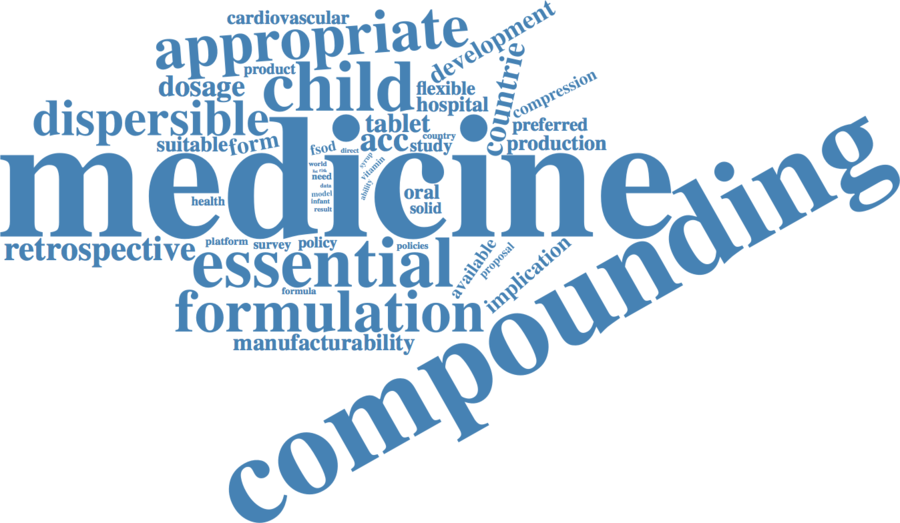 cardiovascular
appropriate
development
product
child
countrie
dosage
flexible
compression
hospital
dispersible
tablet
preferred
suitable
form
fsod
direct
acc
country
study
production
medicine
compounding
world
need
data
model
infant
result
syrup
vitamin
ability
health
oral
solid
retrospective
platform
survey
policy
policies
essential
available
proposal
implication
formula
formulation
manufacturability